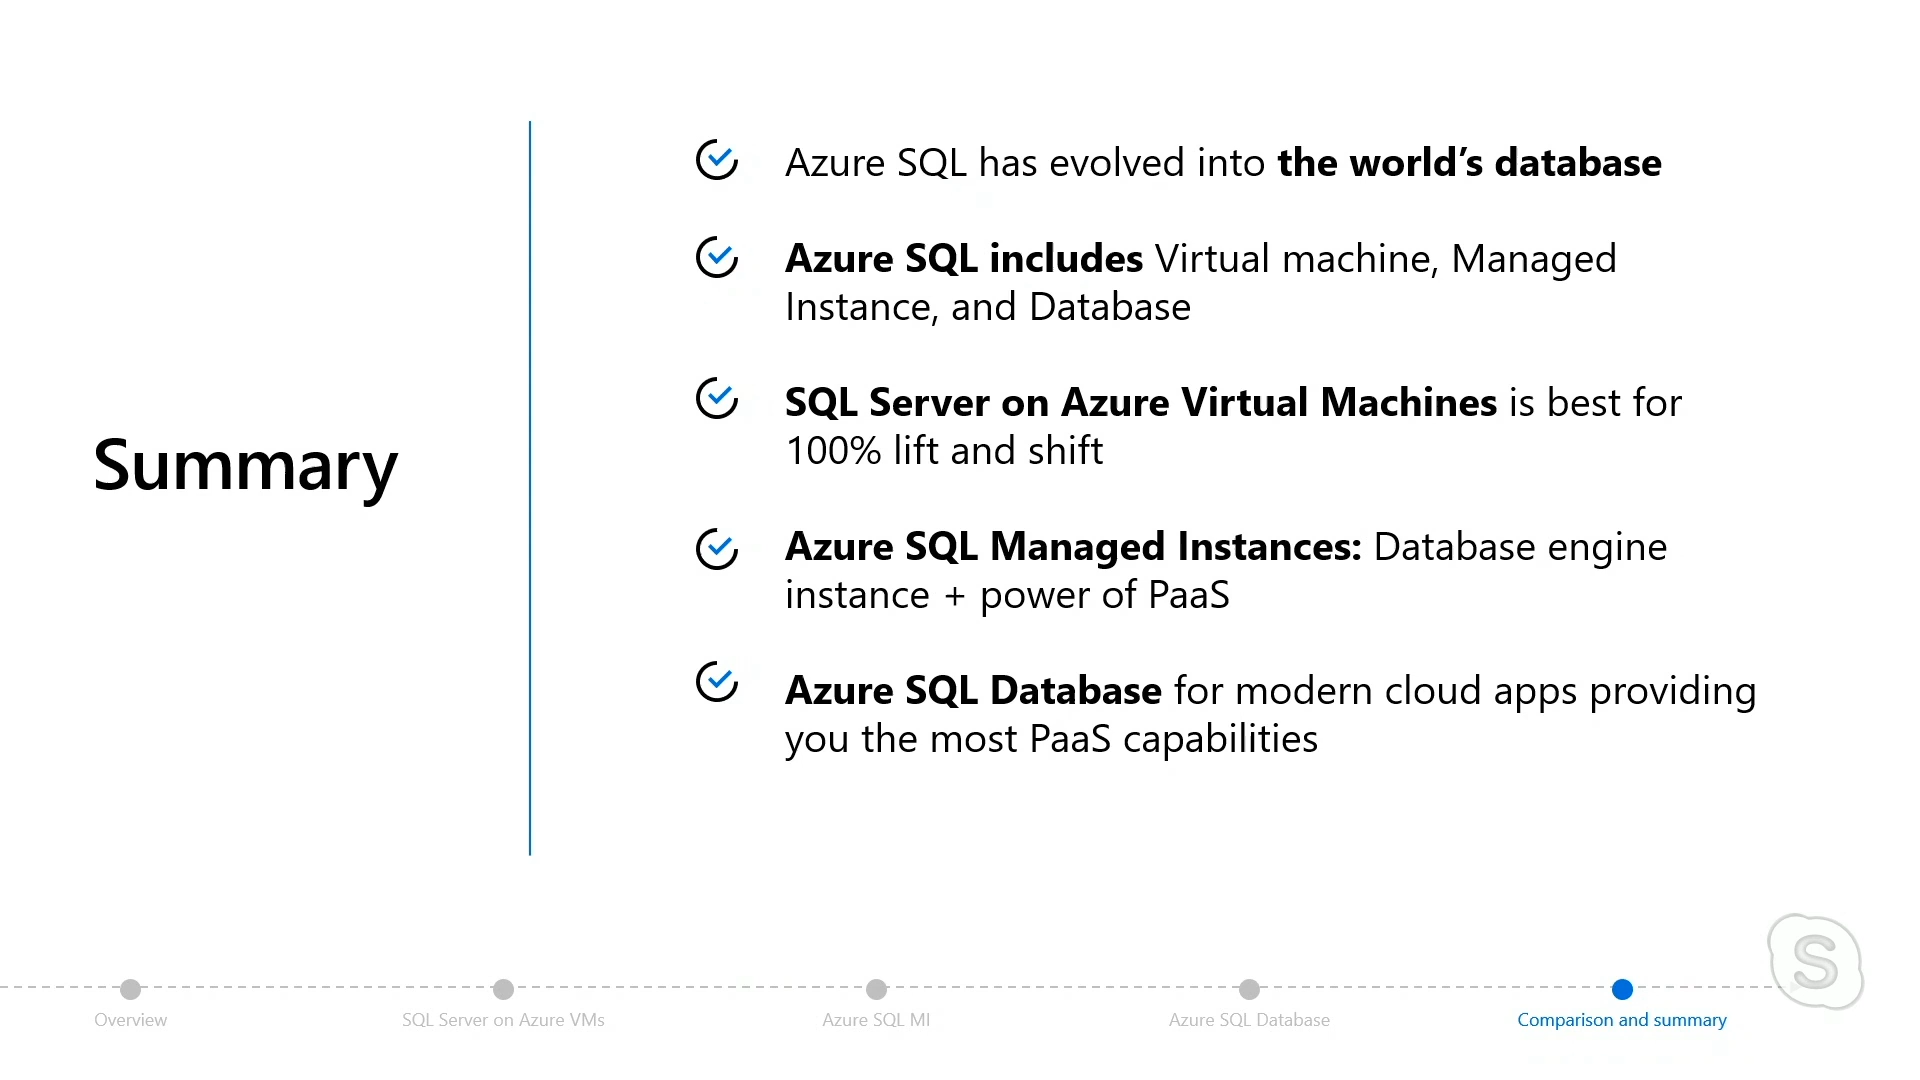 Summary
Azure SQL has evolved into the world’s database
Azure SQL includes Virtual machine, Managed
Instance, and Database
SQL Server on Azure Virtual Machines is best for
100% lift and shift
Azure SQL Managed Instances: Database engine
instance + power of PaaS
Azure SQL Database for modern cloud apps providing
you the most PaaS capabilities
Overview
SQL Server on Azure VMs
Azure SQL MI
Azure SQL Database
Comparison and summary
S